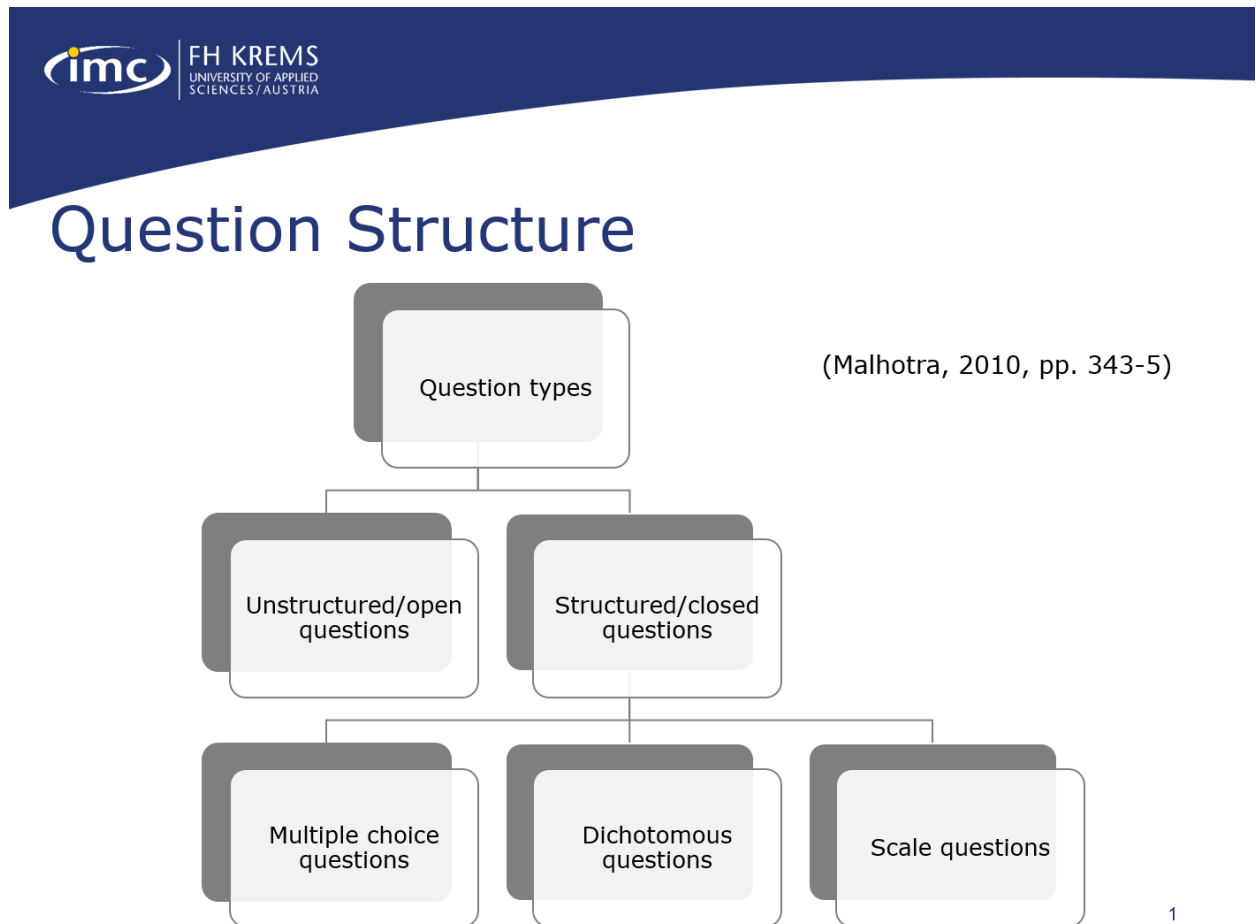 imc
FH KREMS
UNIVERSITY OF APPLIED
SCIENCES/AUSTRIA
Question Structure
Question types
(Malhotra, 2010, pp. 343-5)
Unstructured/open
questions
Structured/closed
questions
Multiple choice
questions
Dichotomous
questions
Scale questions
1